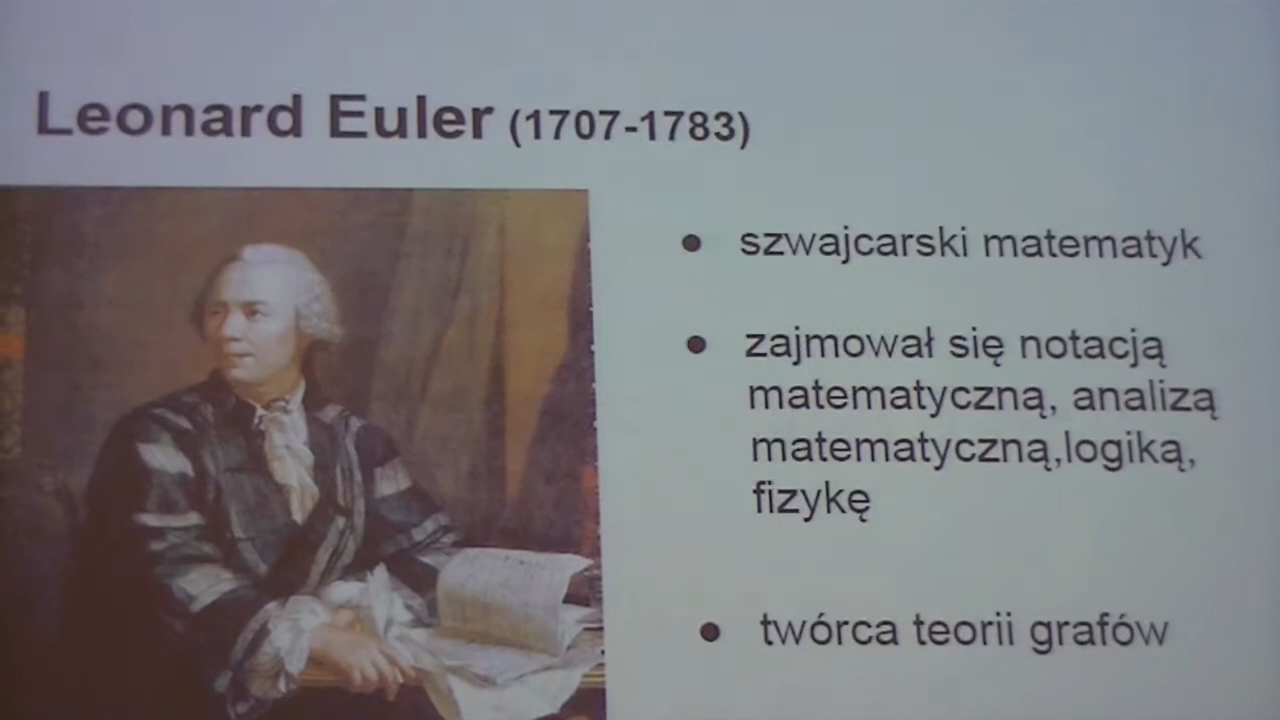 Leonard Euler (1707-1783)
• szwajcarski matematyk
• zajmował się notacją
matematyczną, analizą
matematyczną,logiką,
fizykę
• twórca teorii grafów